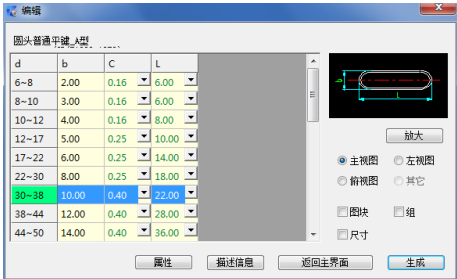 编辑
圆头普通平键_A型
d b C L
6~8 2.00 0.16 6.00
8~10 3.00 0.16 6.00
10~12 4.00 0.16 8.00
12~17 5.00 0.25 10.00
17~22 6.00 0.25 14.00
22~30 8.00 0.25 18.00
30~38 10.00 0.40 22.00
38~44 12.00 0.40 28.00
44~50 14.00 0.40 36.00
b
L
放大
主视图 左视图
俯视图 其它
图块 组
尺寸
属性 描述信息 返回主界面 生成